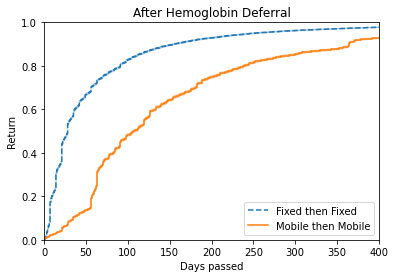 After Hemoglobin Deferral
Return
1.0
0.8
0.6
0.4
0.2
0.0
0 50 100 150 200 250 300 350 400
Days passed
Fixed then Fixed
Mobile then Mobile